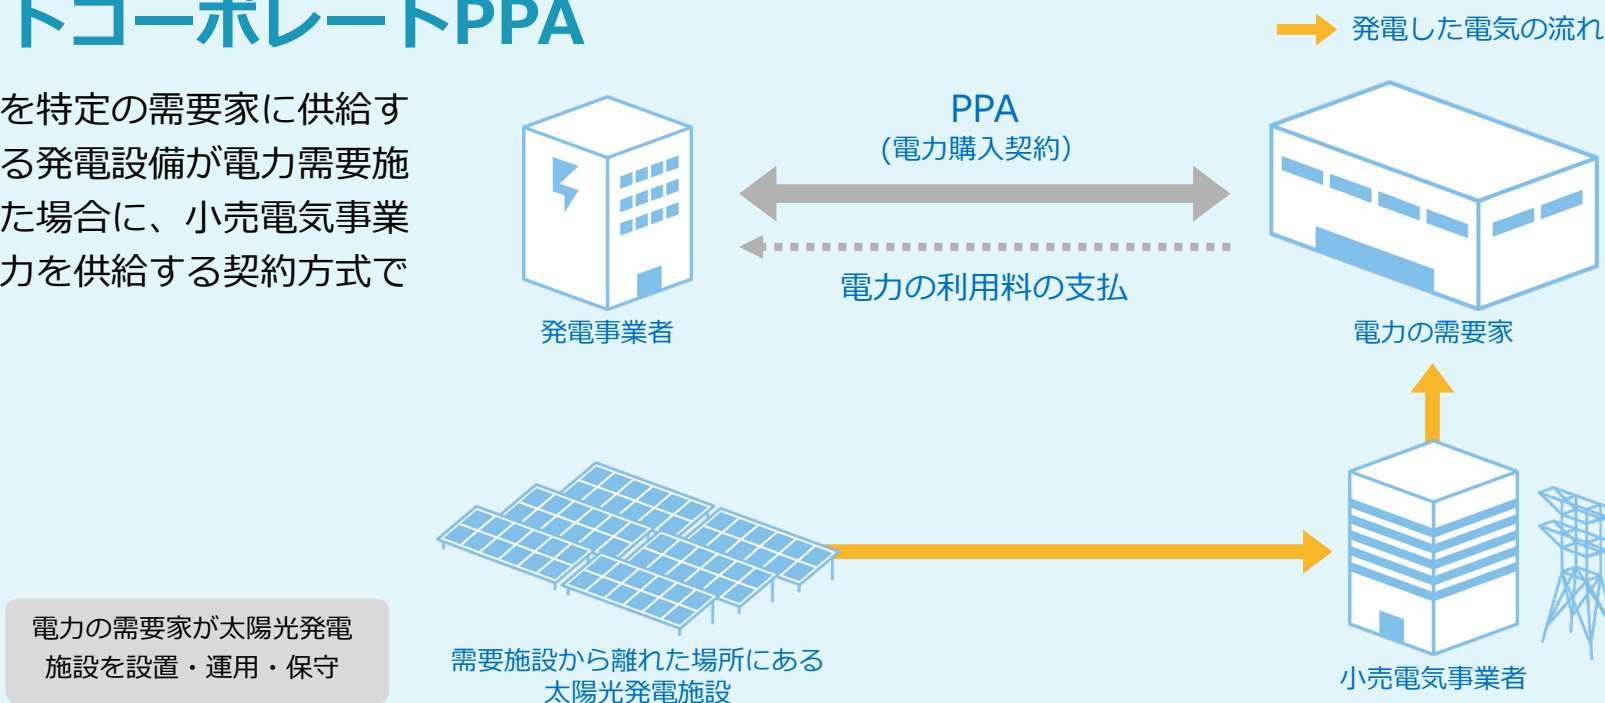 トコーポレートPPA
を特定の需要家に供給す
る発電設備が電力需要施
た場合に、小売電気事業
力を供給する契約方式で
発電した電気の流れ
PPA
(電力購入契約）
電力の利用料の支払
発電事業者
電力の需要家
電力の需要家が太陽光発電
施設を設置・運用・保守
需要施設から離れた場所にある
太陽光発電施設
小売電気事業者